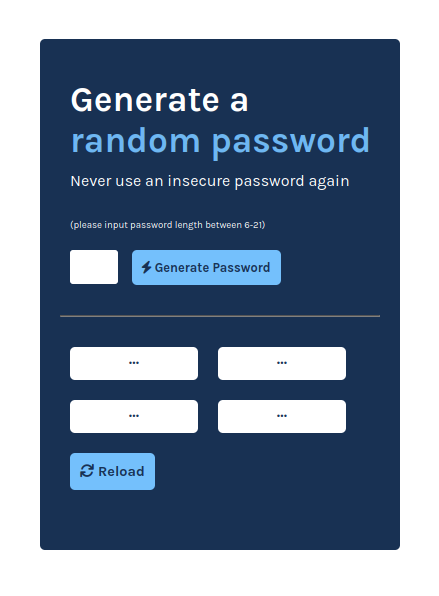 Generate a
random password
Never use an insecure password again
(please input password length between 6-21)
Generate Password
... ...
... ...
Reload